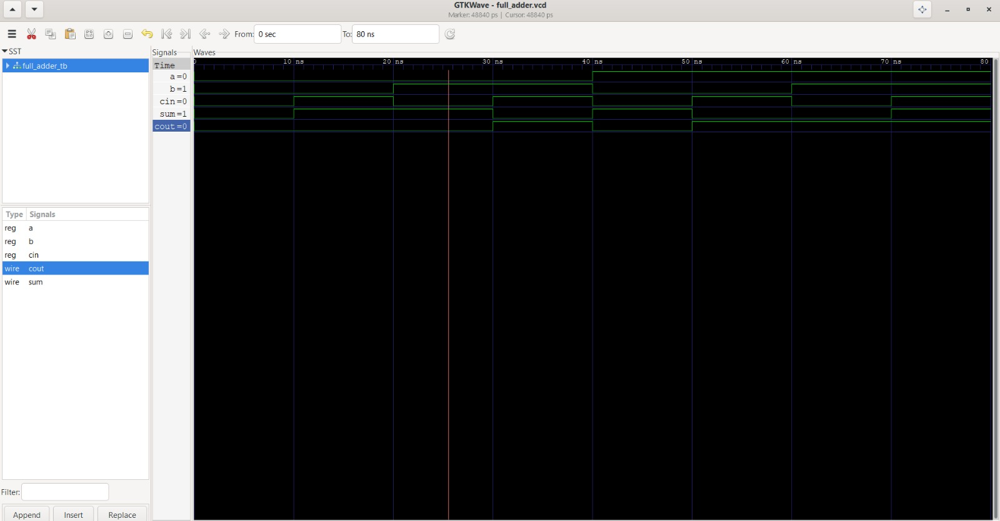 GTKWave - full_adder.vcd
Marker: 48840 ps | Cursor: 48840 ps
From: 0 sec To: 80 ns
SST
full_adder_tb
Type Signals
reg a
reg b
reg cin
wire cout
wire sum
Filter:
Append Insert Replace
Signals
Time
a=0
b=1
cin=0
sum=1
cout=0
Waves
0 10 ns 20 ns 30 ns 40 ns 50 ns 60 ns 70 ns 80